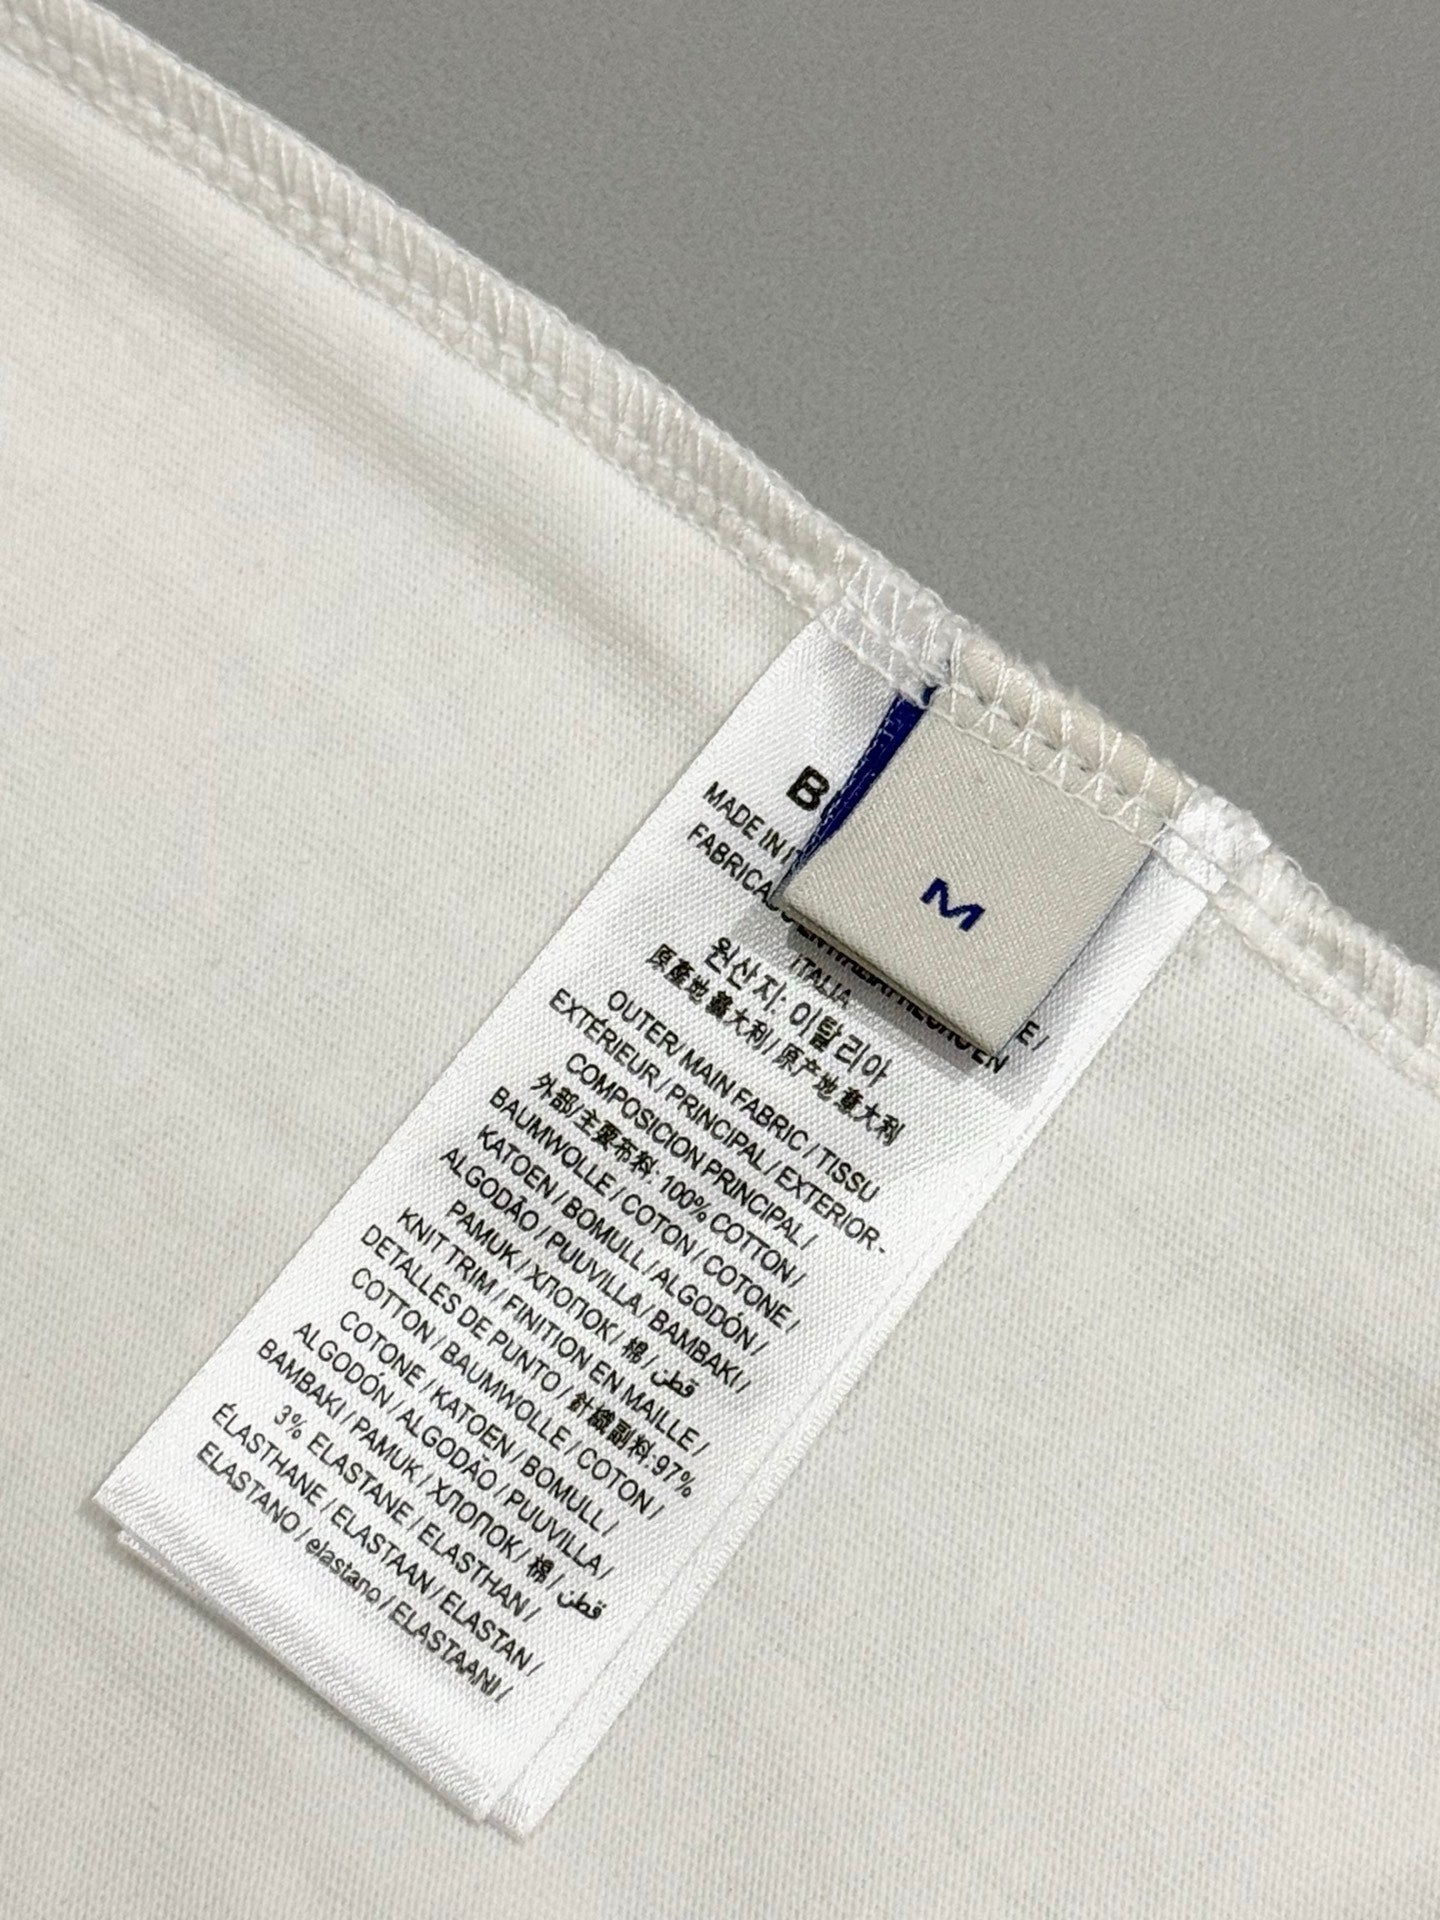 M
MADE IN
원산지: 이탈리아
ITALIA
原產地義大利 / 原产地意大利
OUTER/ MAIN FABRIC / TISSU
EXTÉRIEUR / PRINCIPAL / EXTERIOR -
COMPOSICION PRINCIPAL /
外部/主要布料: 100% COTTON /
BAUMWOLLE / COTON / COTONE /
KATOEN / BOMULL / ALGODÓN /
ALGODÃO / PUUVILLA / BAMBAKI /
PAMUK / ХЛОПОК / 棉 / قطن
KNIT TRIM / FINITION EN MAILLE /
DETALLES DE PUNTO / 針織副料: 97%
COTTON / BAUMWOLLE / COTON /
COTONE / KATOEN / BOMULL /
ALGODÓN / ALGODÃO / PUUVILLA /
BAMBAKI / PAMUK / ХЛОПОК / 棉 / قطن
3% ELASTANE / ELASTHAN /
ÉLASTHANE / ELASTAAN / ELASTAN /
ELASTANO / elastano / ELASTAANI /